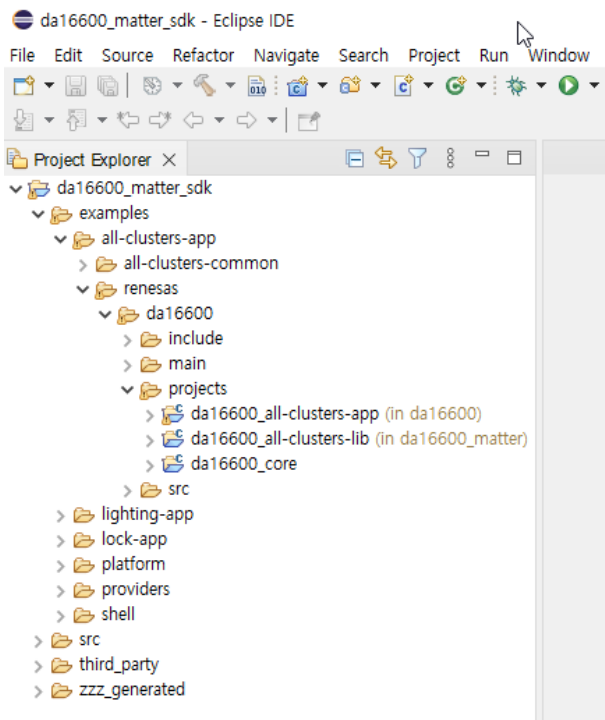 da16600_matter_sdk - Eclipse IDE
File Edit Source Refactor Navigate Search Project Run Window
010
Project Explorer
da16600_matter_sdk
examples
all-clusters-app
all-clusters-common
renesas
da16600
include
main
projects
da16600_all-clusters-app (in da16600)
da16600_all-clusters-lib (in da16600_matter)
da16600_core
src
lighting-app
lock-app
platform
providers
shell
src
third_party
zzz_generated